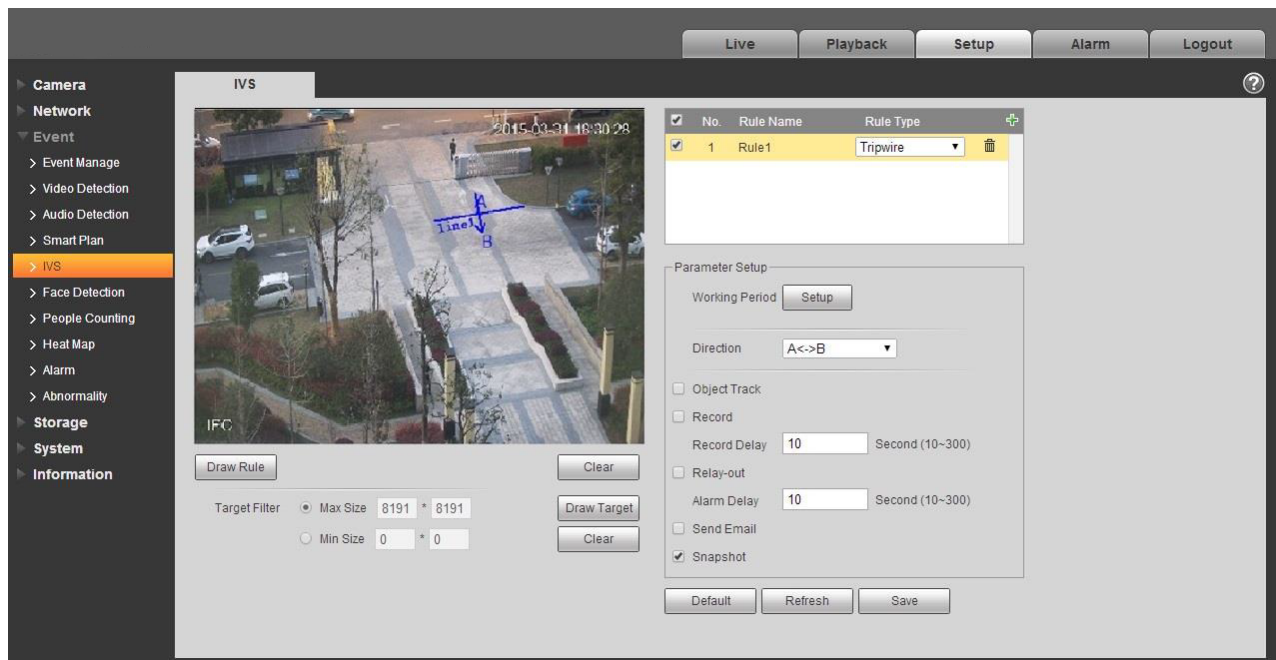 Live Playback Setup Alarm Logout
Camera
Network
Event
Event Manage
Video Detection
Audio Detection
Smart Plan
IVS
Face Detection
People Counting
Heat Map
Alarm
Abnormality
Storage
System
Information
IVS
?
2015-03-31 18:30:28
A
line1
B
IPC
Draw Rule Clear
Target Filter Max Size 8191 * 8191 Draw Target
Min Size 0 * 0 Clear
No. Rule Name Rule Type
1 Rule1 Tripwire
Parameter Setup
Working Period Setup
Direction A<->B
Object Track
Record
Record Delay 10 Second (10~300)
Relay-out
Alarm Delay 10 Second (10~300)
Send Email
Snapshot
Default Refresh Save